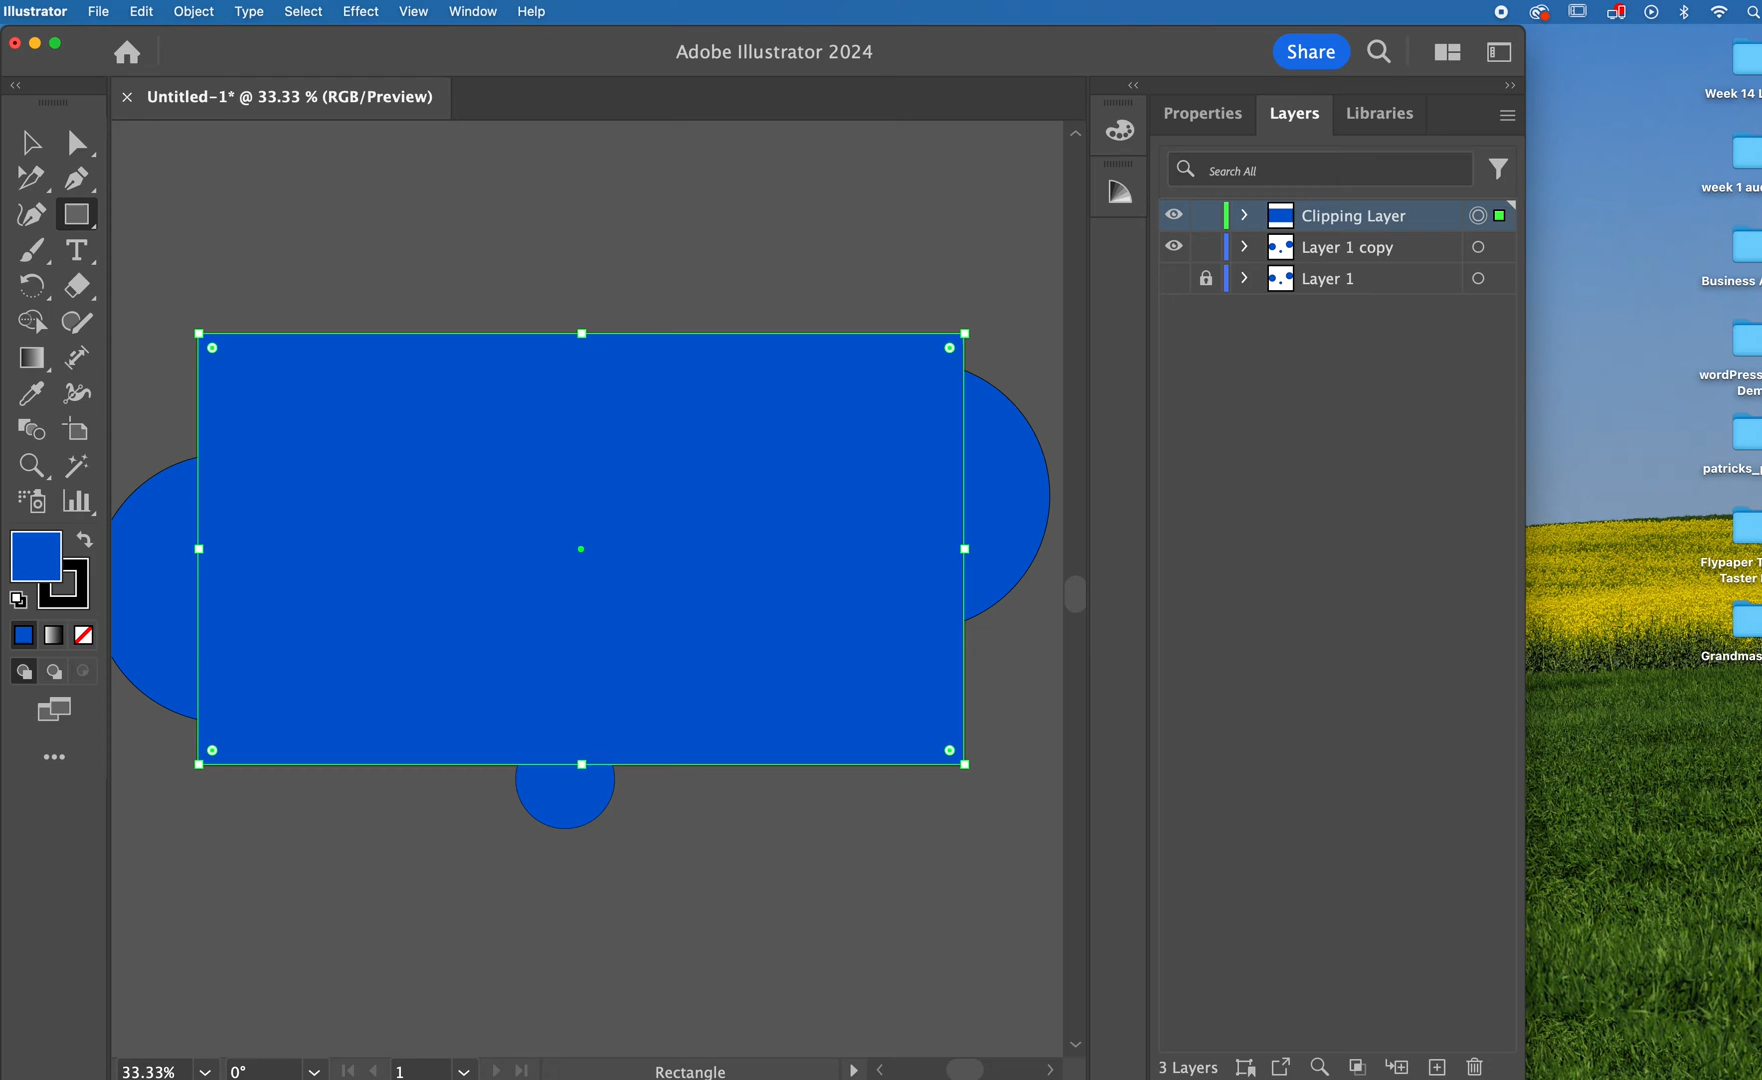 Illustrator File Edit Object Type Select Effect View Window Help
Adobe Illustrator 2024
Share
Untitled-1* @ 33.33 % (RGB/Preview)
Properties Layers Libraries
Search All
Clipping Layer
Layer 1 copy
Layer 1
Week 14 L
week 1 au
Business A
wordPress
Dem
patricks_p
Flypaper T
Taster
Grandmas
33.33% 0° 1 Rectangle
3 Layers